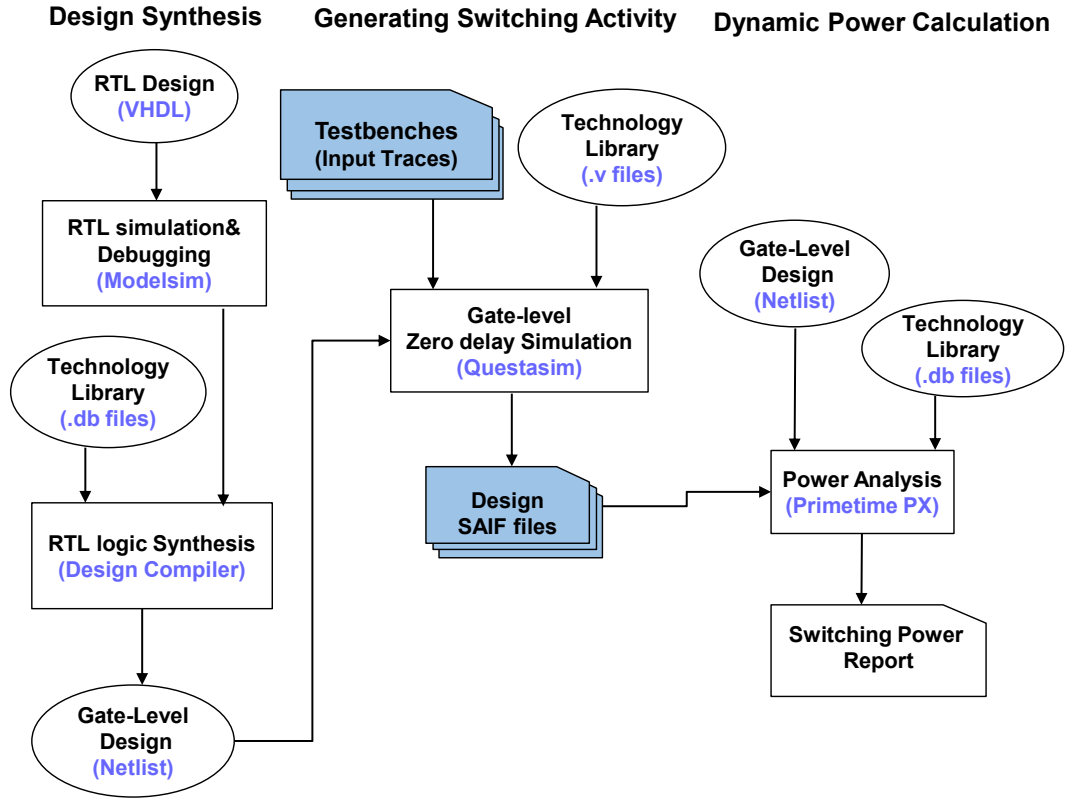 Design Synthesis
Generating Switching Activity
Dynamic Power Calculation
RTL Design
(VHDL)
RTL simulation&
Debugging
(Modelsim)
Technology
Library
(.db files)
RTL logic Synthesis
(Design Compiler)
Gate-Level
Design
(Netlist)
Testbenches
(Input Traces)
Technology
Library
(.v files)
Gate-level
Zero delay Simulation
(Questasim)
Design
SAIF files
Gate-Level
Design
(Netlist)
Technology
Library
(.db files)
Power Analysis
(Primetime PX)
Switching Power
Report